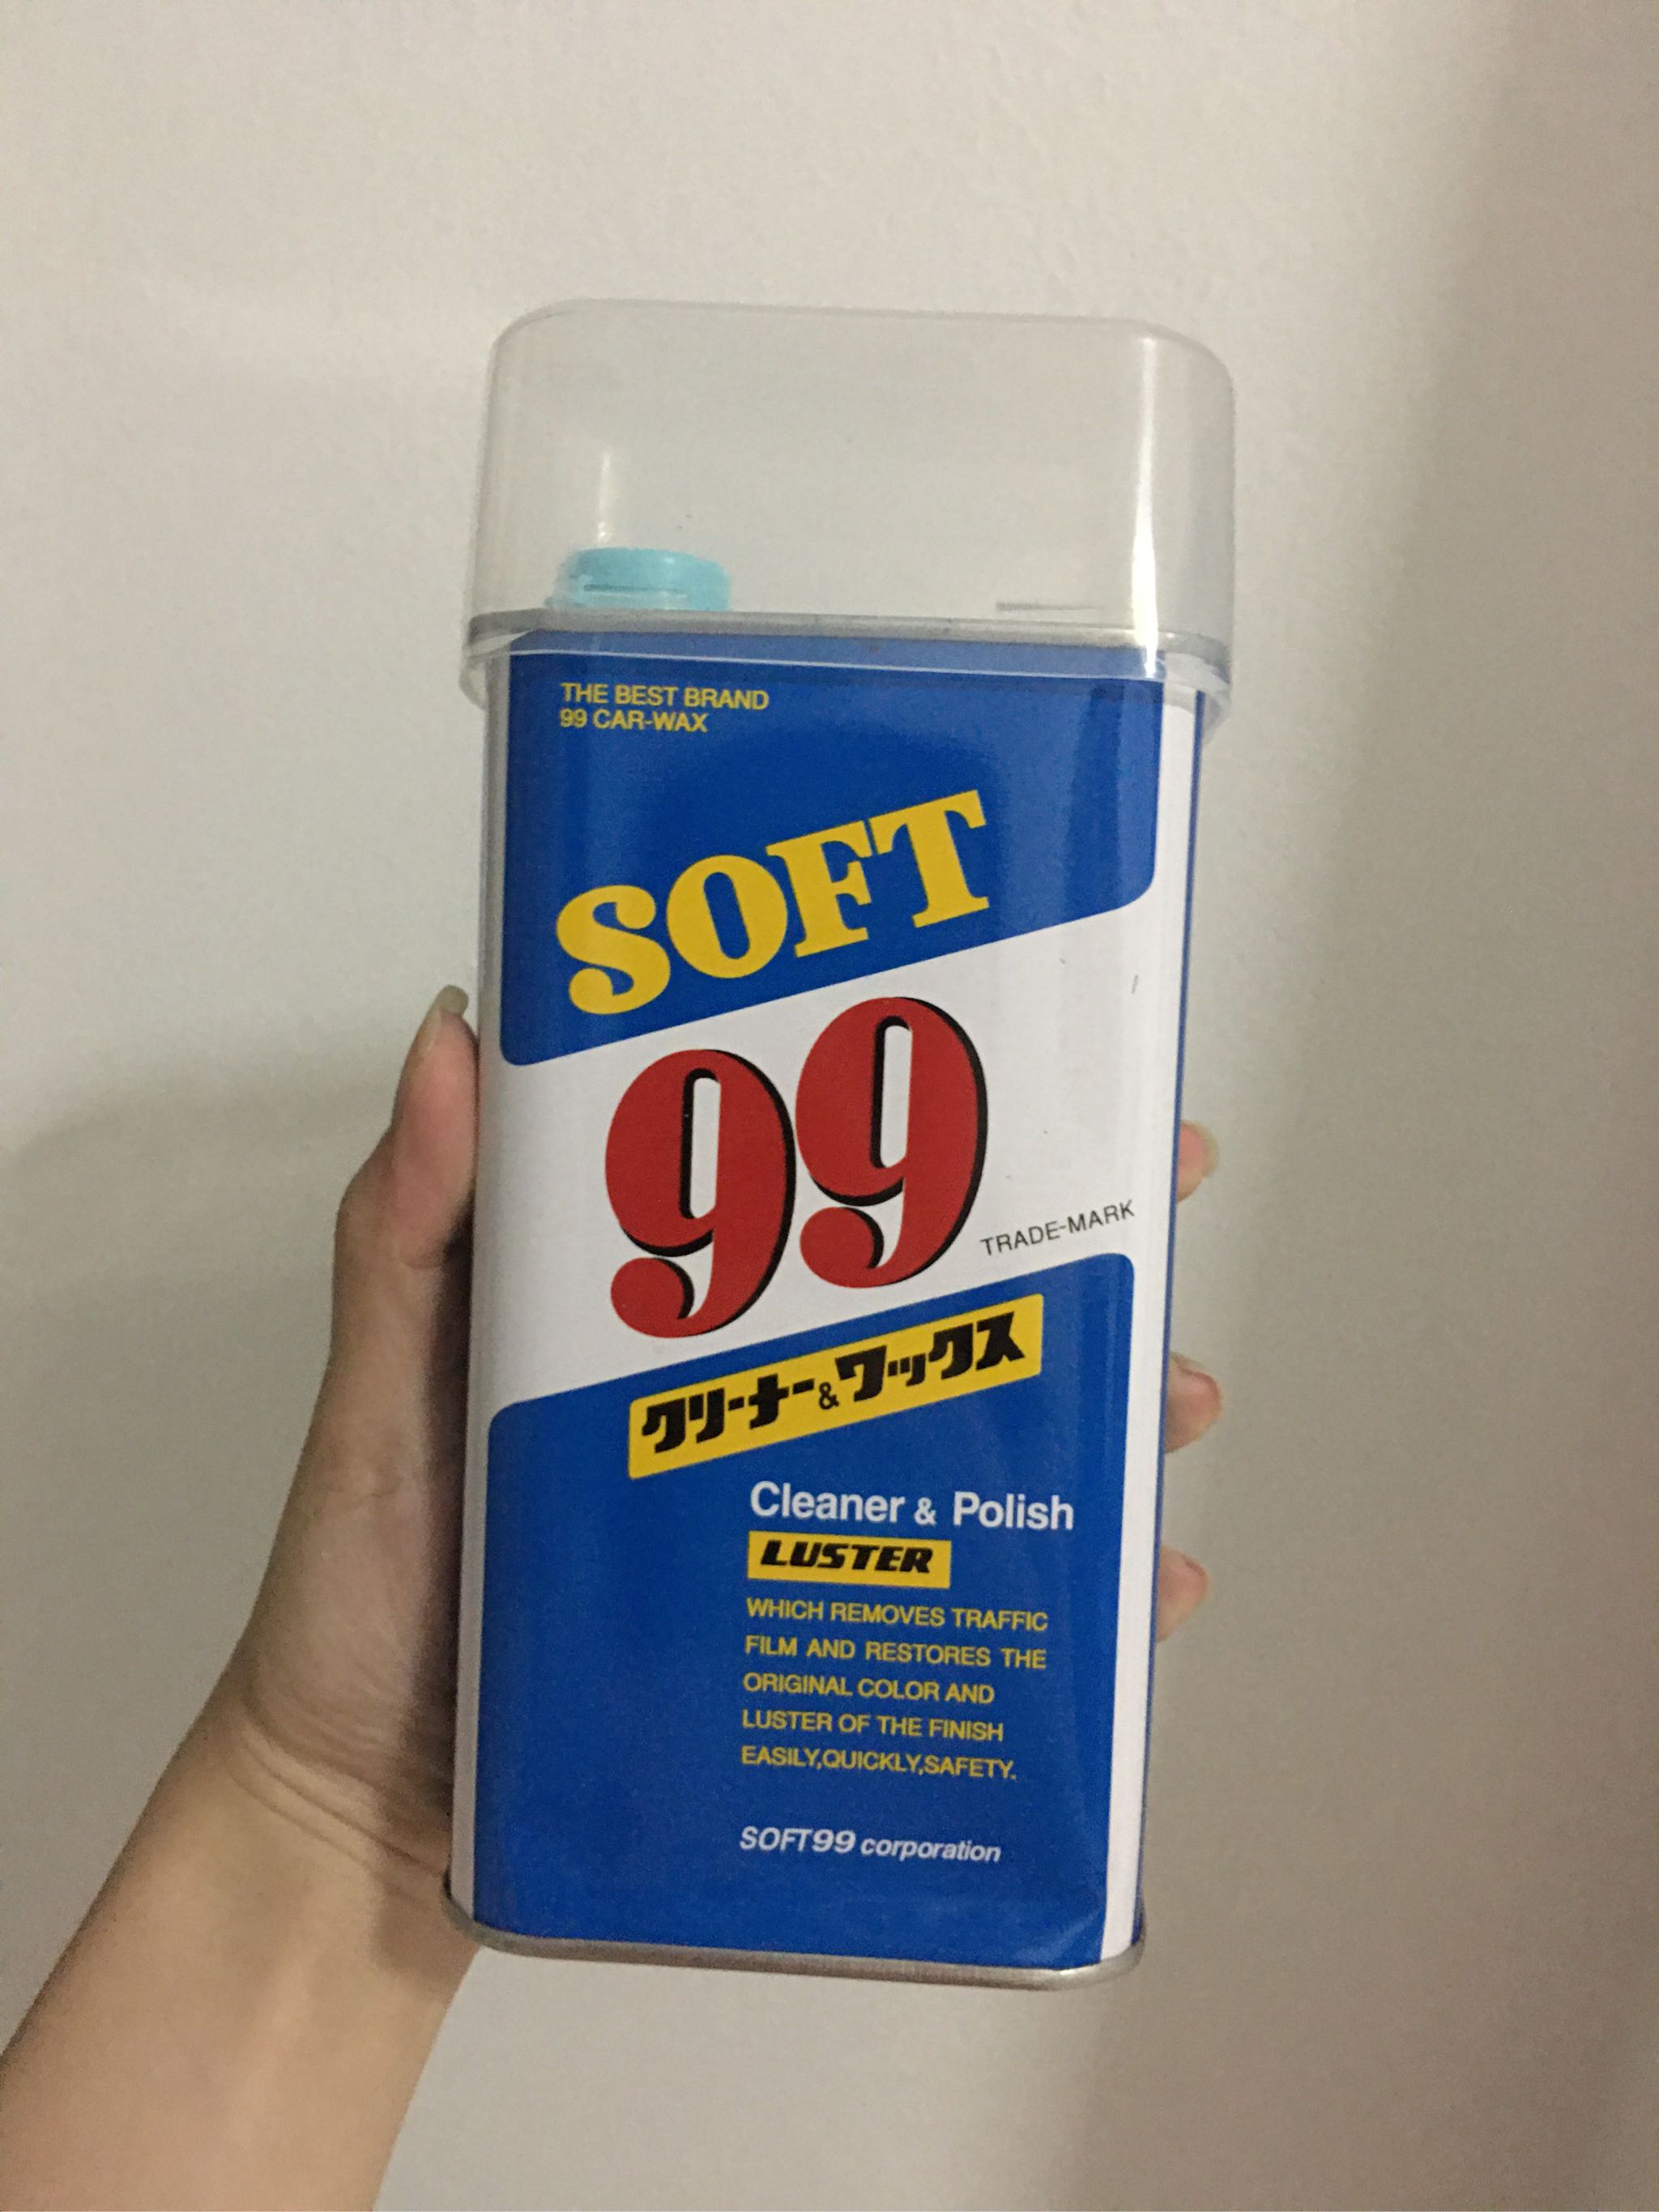 THE BEST BRAND
99 CAR-WAX
SOFT
99
TRADE-MARK
クリーナー&ワックス
Cleaner & Polish
LUSTER
WHICH REMOVES TRAFFIC
FILM AND RESTORES THE
ORIGINAL COLOR AND
LUSTER OF THE FINISH
EASILY,QUICKLY,SAFETY.
SOFT99 corporation